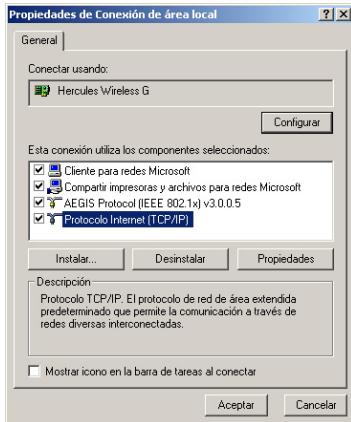 Propiedades de Conexión de área local
General
Conectar usando:
Hercules Wireless G
Configurar
Esta conexión utiliza los componentes seleccionados:
Cliente para redes Microsoft
Compartir impresoras y archivos para redes Microsoft
AEGIS Protocol (IEEE 802.1x) v3.0.0.5
Protocolo Internet (TCP/IP)
Instalar... Desinstalar Propiedades
Descripción
Protocolo TCP/IP. El protocolo de red de área extendida
predeterminado que permite la comunicación a través de
redes diversas interconectadas.
Mostrar icono en la barra de tareas al conectar
Aceptar Cancelar